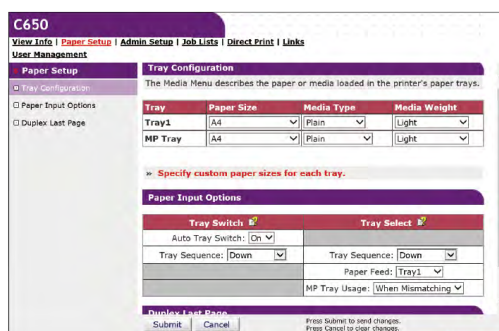 C650
View Info | Paper Setup | Admin Setup | Job Lists | Direct Print | Links
User Management
Paper Setup
Tray Configuration
Paper Input Options
Duplex Last Page
Tray Configuration
The Media Menu describes the paper or media loaded in the printer's paper trays.
Tray Paper Size Media Type Media Weight
Tray1 A4 Plain Light
MP Tray A4 Plain Light
» Specify custom paper sizes for each tray.
Paper Input Options
Tray Switch Tray Select
Auto Tray Switch: On
Tray Sequence: Down Tray Sequence: Down
Paper Feed: Tray1
MP Tray Usage: When Mismatching
Duplex Last Page
Submit Cancel Press Submit to send changes.
Press Cancel to clear changes.